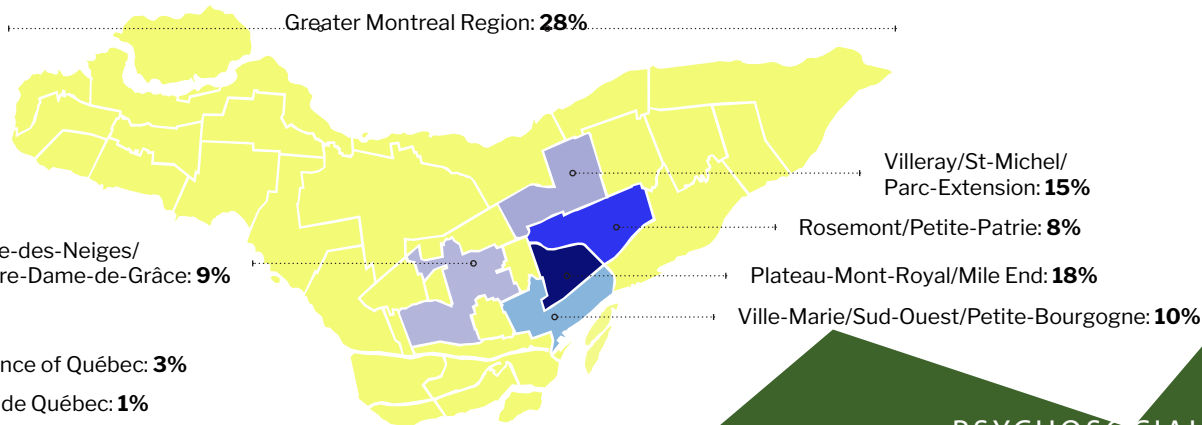 Greater Montreal Region: 28%
Villeray/St-Michel/
Parc-Extension: 15%
Rosemont/Petite-Patrie: 8%
e-des-Neiges/
re-Dame-de-Grâce: 9%
Plateau-Mont-Royal/Mile End: 18%
Ville-Marie/Sud-Ouest/Petite-Bourgogne: 10%
nce of Québec: 3%
de Québec: 1%
PSYCHOSOCIAL